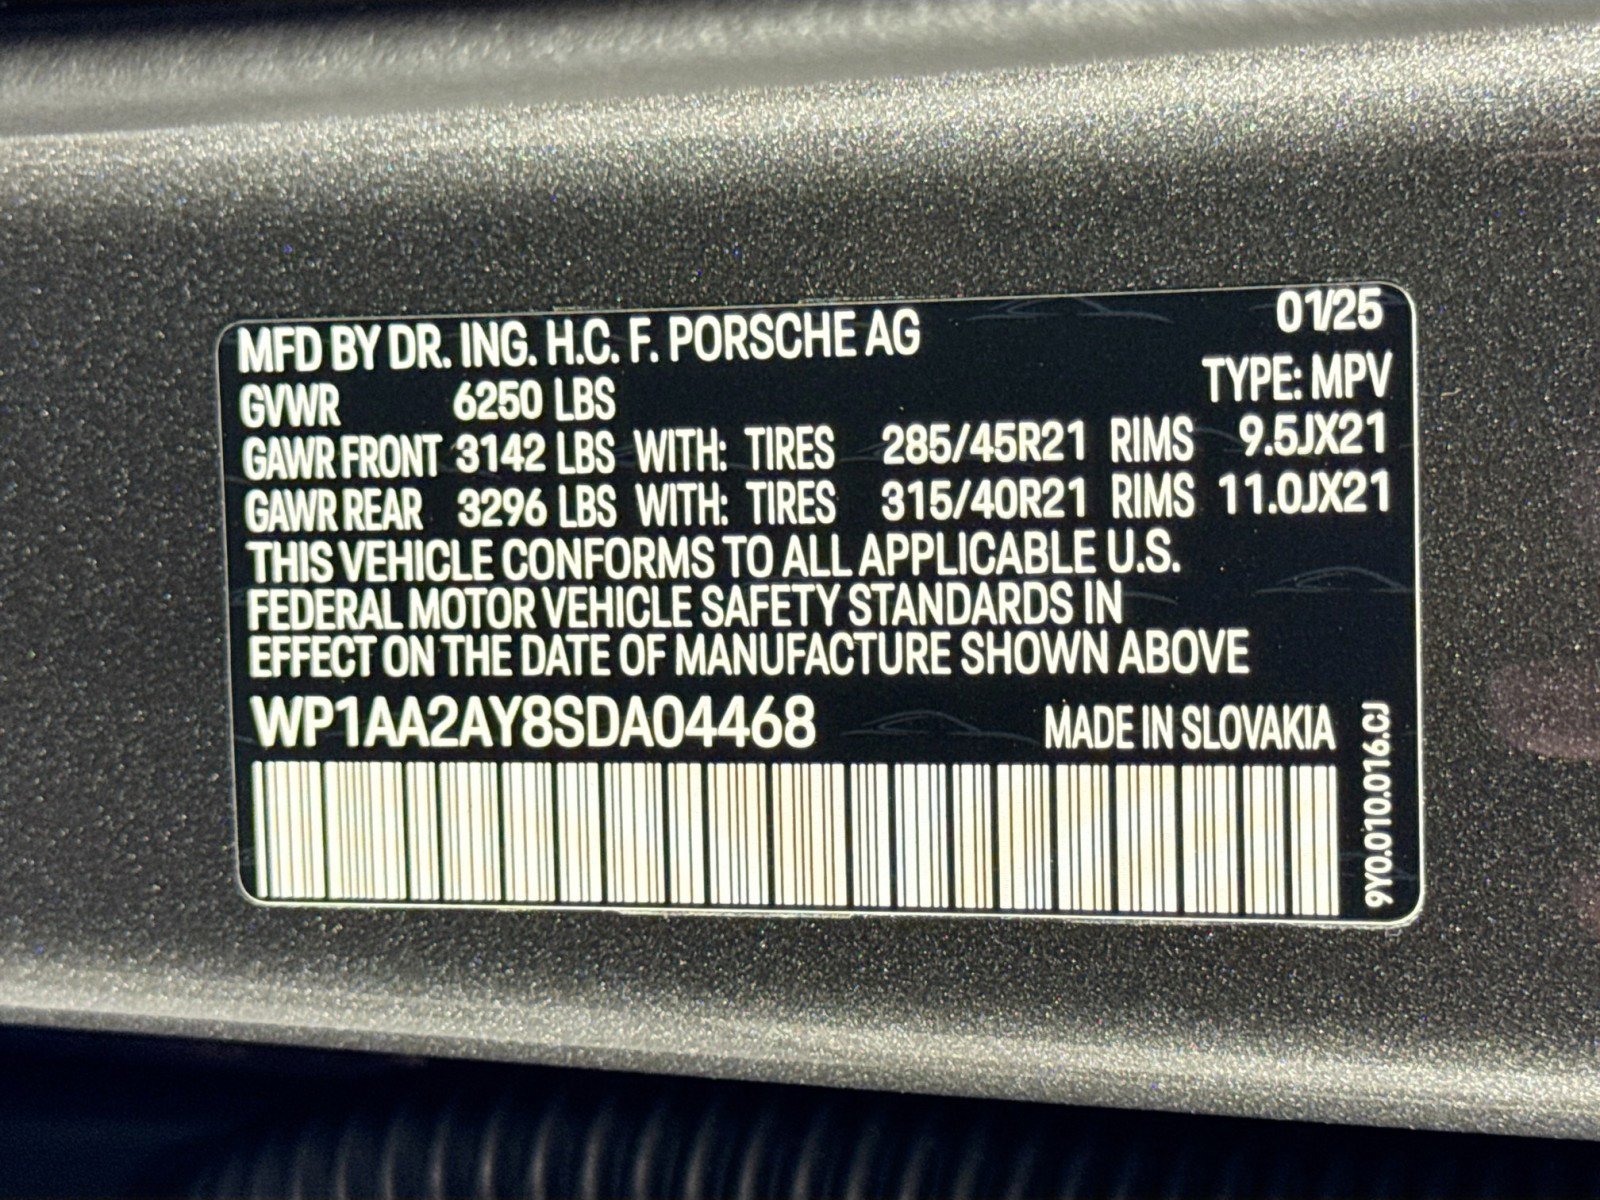 MFD BY DR. ING. H.C. F. PORSCHE AG 01/25
GVWR 6250 LBS TYPE: MPV
GAWR FRONT 3142 LBS WITH: TIRES 285/45R21 RIMS 9.5JX21
GAWR REAR 3296 LBS WITH: TIRES 315/40R21 RIMS 11.0JX21
THIS VEHICLE CONFORMS TO ALL APPLICABLE U.S.
FEDERAL MOTOR VEHICLE SAFETY STANDARDS IN
EFFECT ON THE DATE OF MANUFACTURE SHOWN ABOVE
WP1AA2AY8SDA04468 MADE IN SLOVAKIA
9Y0.010.016.CJ